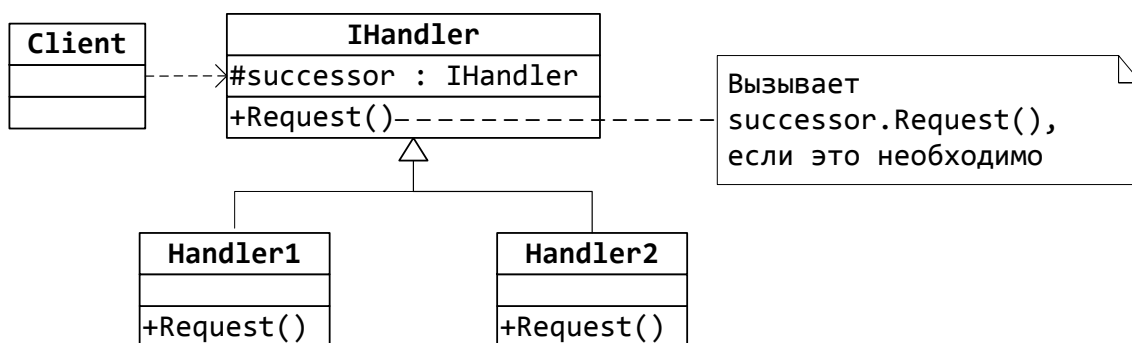 Client
IHandler
#successor : IHandler
+Request()
Вызывает
successor.Request(),
если это необходимо
Handler1
+Request()
Handler2
+Request()